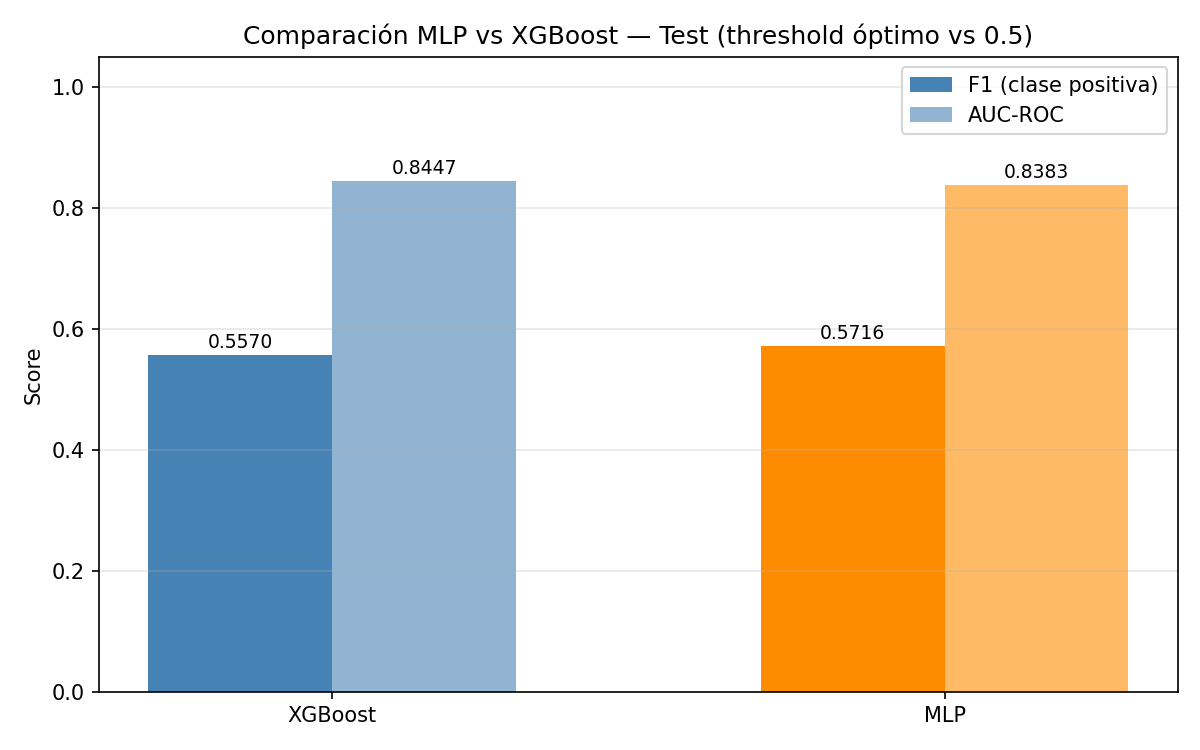 Comparación MLP vs XGBoost — Test (threshold óptimo vs 0.5)
F1 (clase positiva)
AUC-ROC
Score
1.0
0.8
0.6
0.4
0.2
0.0
0.5570
0.8447
0.5716
0.8383
XGBoost
MLP